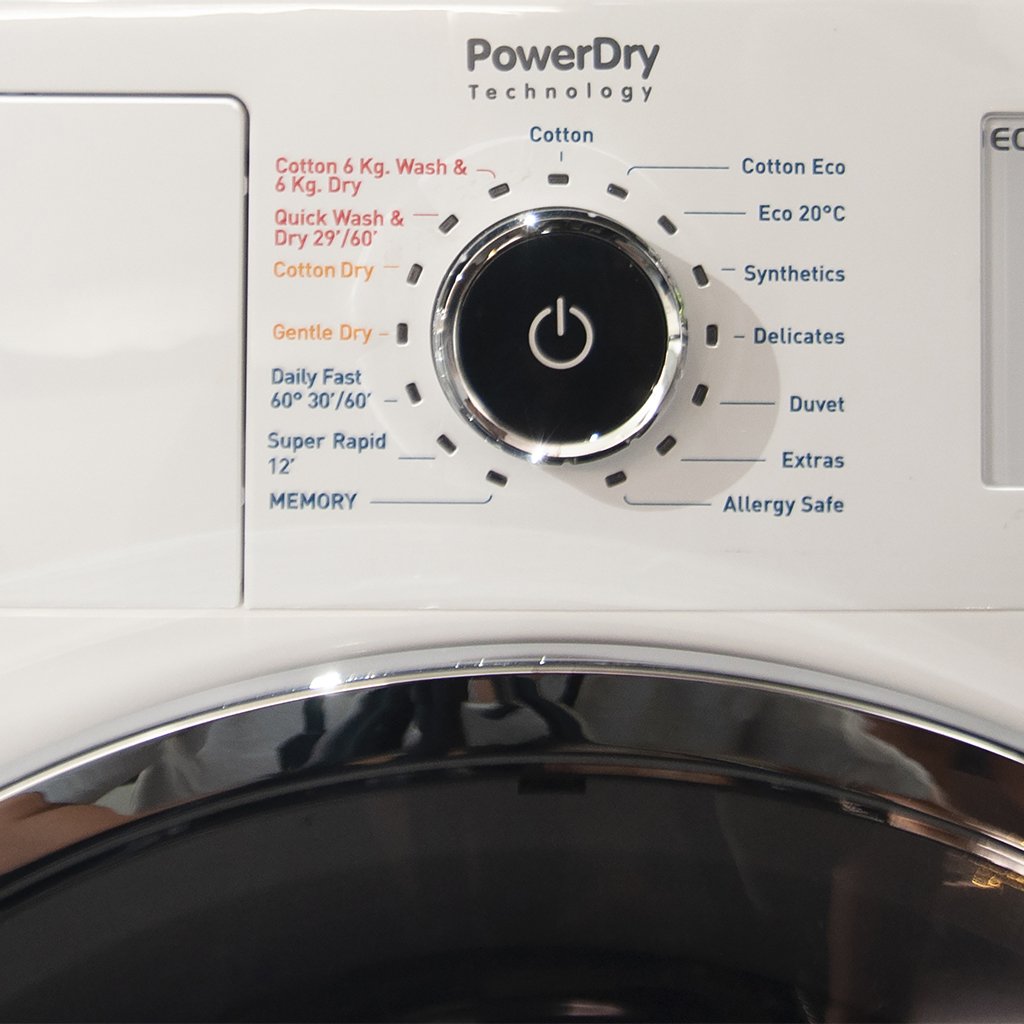 PowerDry
Technology
Cotton
Cotton 6 Kg. Wash &
6 Kg. Dry
Quick Wash &
Dry 29’/60’
Cotton Dry
Gentle Dry
Daily Fast
60° 30’/60’
Super Rapid
12’
MEMORY
Cotton Eco
Eco 20°C
Synthetics
Delicates
Duvet
Extras
Allergy Safe